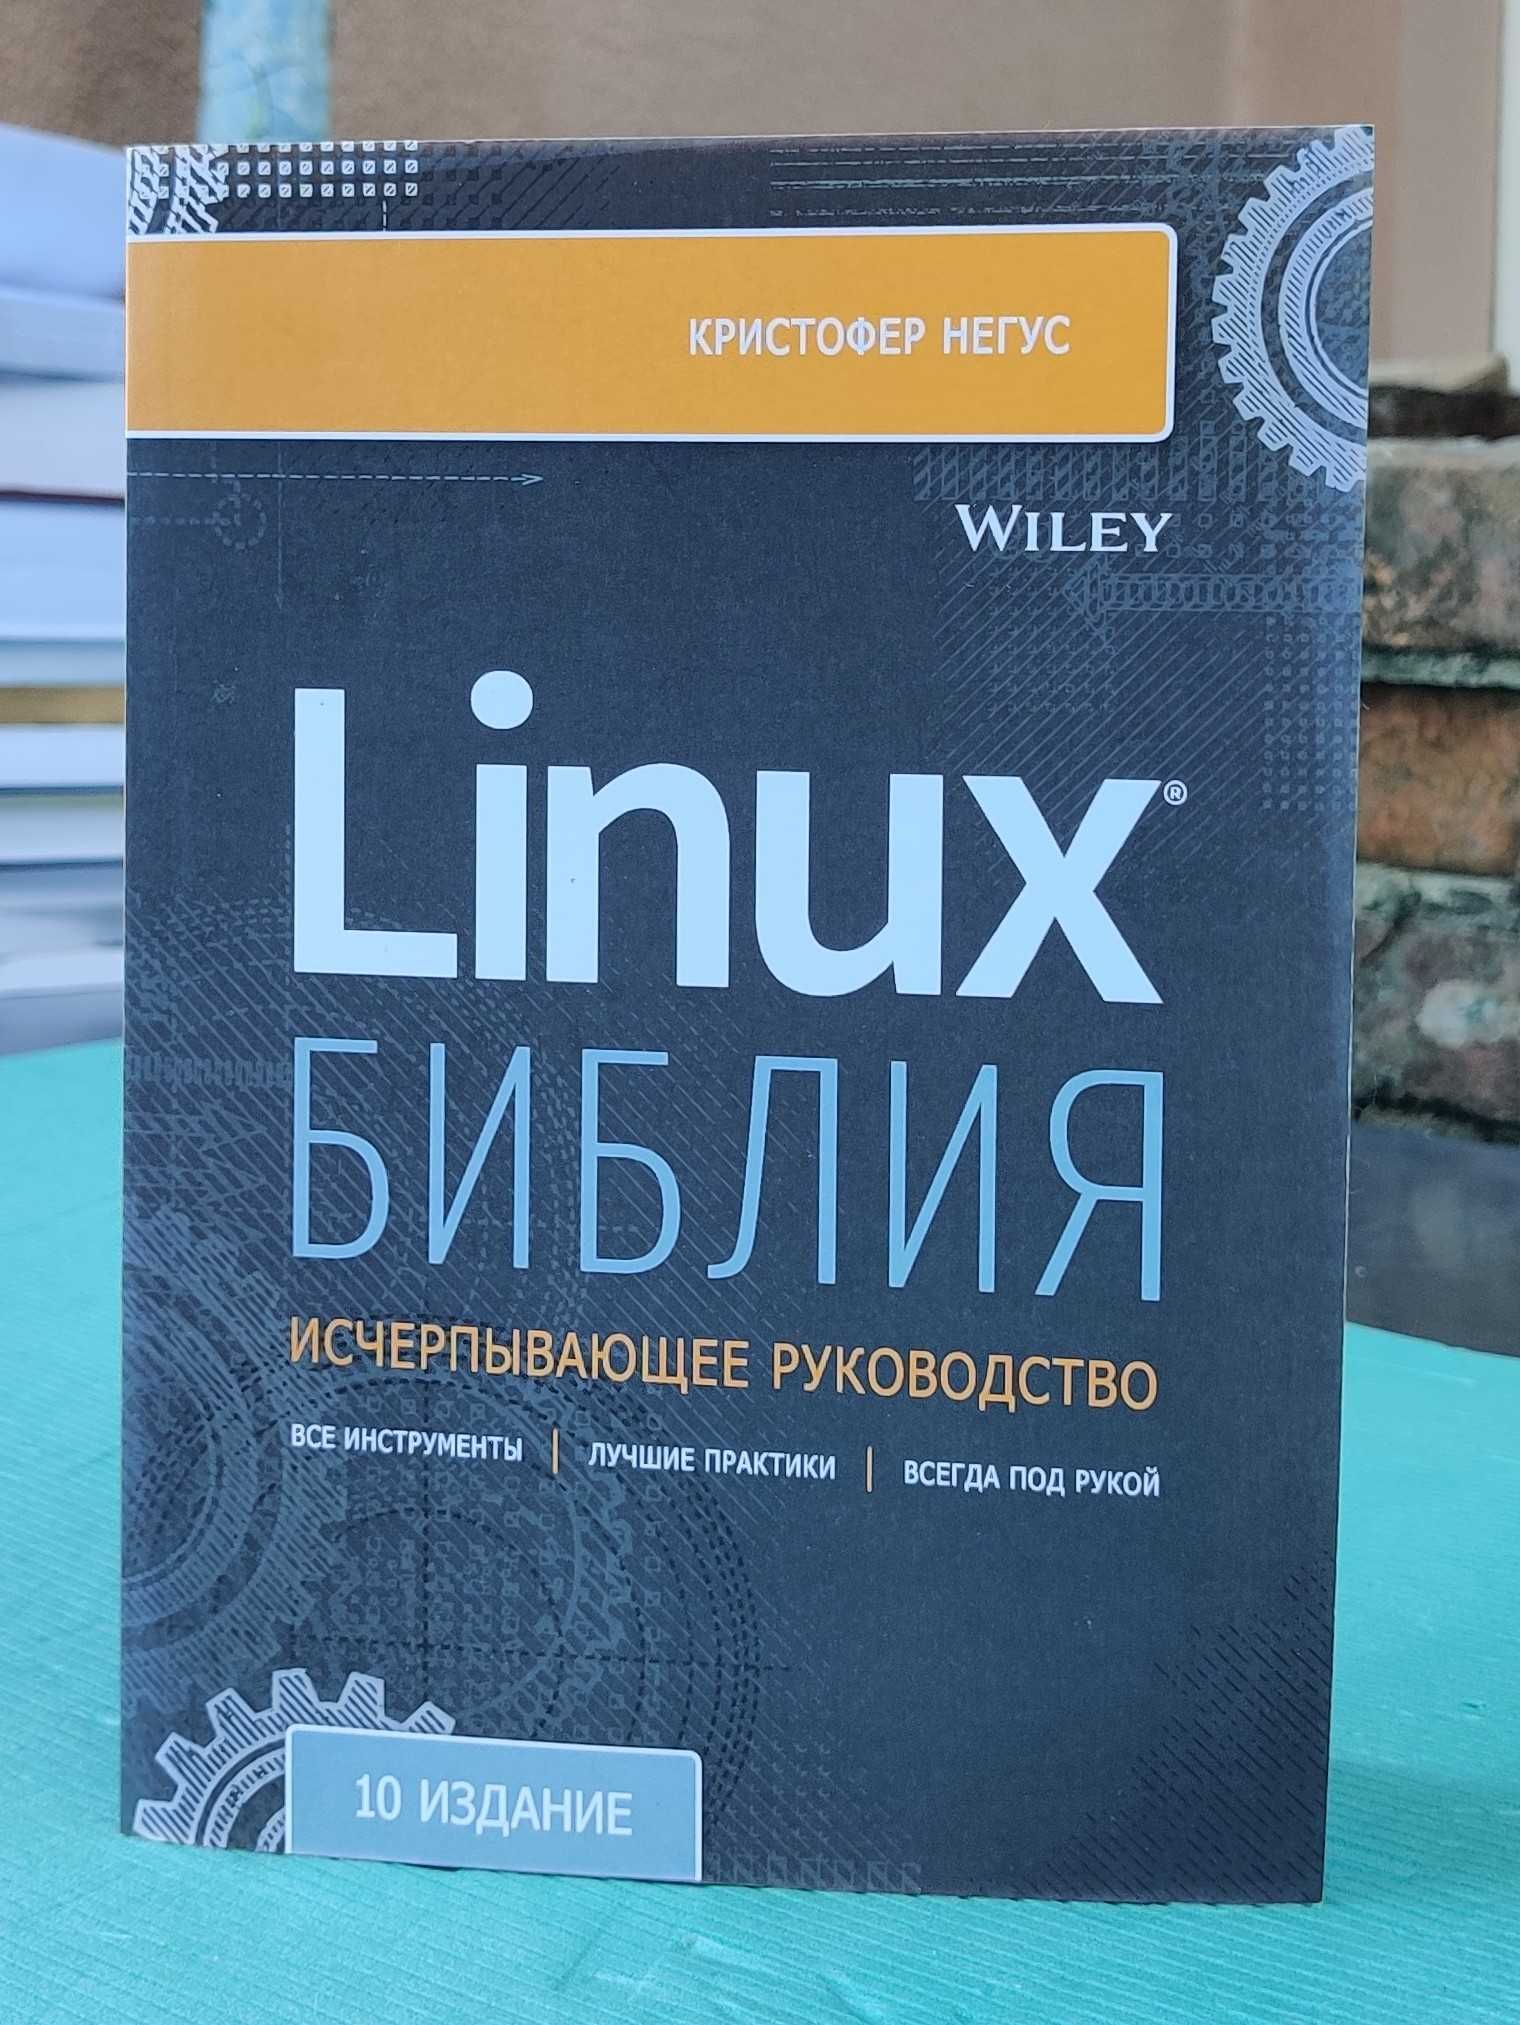 КРИСТОФЕР НЕГУС
WILEY
Linux®
БИБЛИЯ
ИСЧЕРПЫВАЮЩЕЕ РУКОВОДСТВО
ВСЕ ИНСТРУМЕНТЫ | ЛУЧШИЕ ПРАКТИКИ | ВСЕГДА ПОД РУКОЙ
10 ИЗДАНИЕ